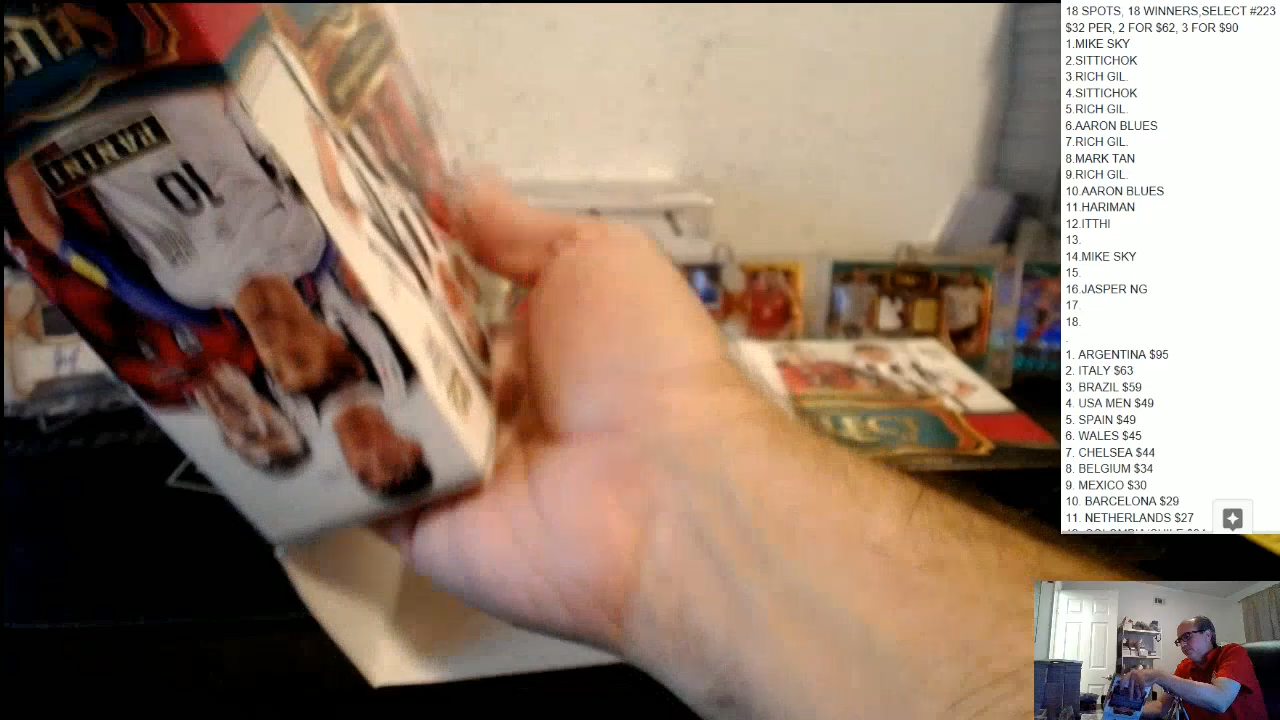 18 SPOTS, 18 WINNERS,SELECT #223
$32 PER, 2 FOR $62, 3 FOR $90
1.MIKE SKY
2.SITTICHOK
3.RICH GIL.
4.SITTICHOK
5.RICH GIL.
6.AARON BLUES
7.RICH GIL.
8.MARK TAN
9.RICH GIL.
10.AARON BLUES
11 HARIMAN
12.ITTHI
13.
14.MIKE SKY
15.
16.JASPER NG
17.
18.
.
1. ARGENTINA $95
2. ITALY $63
3. BRAZIL $59
4. USA MEN $49
5. SPAIN $49
6. WALES $45
7. CHELSEA $44
8. BELGIUM $34
9. MEXICO $30
10. BARCELONA $29
11. NETHERLANDS $27
PANINI
10